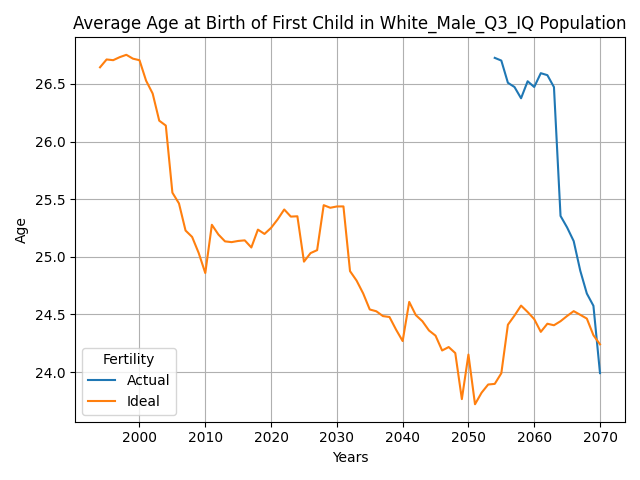 Average Age at Birth of First Child in White_Male_Q3_IQ Population
Age
26.5
26.0
25.5
25.0
24.5
24.0
Fertility
Actual
Ideal
2000 2010 2020 2030 2040 2050 2060 2070
Years